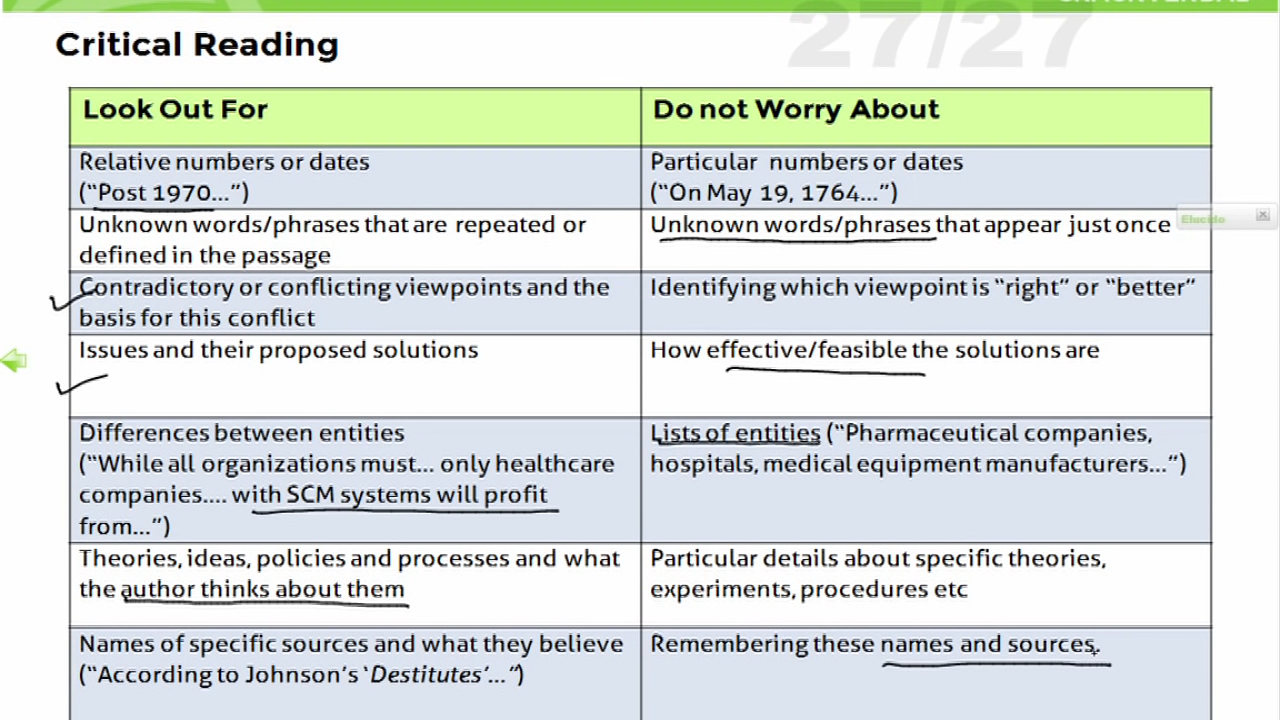 27/27
Critical Reading
Look Out For
Do not Worry About
Relative numbers or dates
(“Post 1970…”)
Particular numbers or dates
(“On May 19, 1764…”)
Unknown words/phrases that are repeated or
defined in the passage
Unknown words/phrases that appear just once
Elucido
Contradictory or conflicting viewpoints and the
basis for this conflict
Identifying which viewpoint is “right” or “better”
Issues and their proposed solutions
How effective/feasible the solutions are
Differences between entities
(“While all organizations must… only healthcare
companies…. with SCM systems will profit
from…”)
Lists of entities (“Pharmaceutical companies,
hospitals, medical equipment manufacturers…”)
Theories, ideas, policies and processes and what
the author thinks about them
Particular details about specific theories,
experiments, procedures etc
Names of specific sources and what they believe
(“According to Johnson’s ‘Destitutes’…”)
Remembering these names and sources.